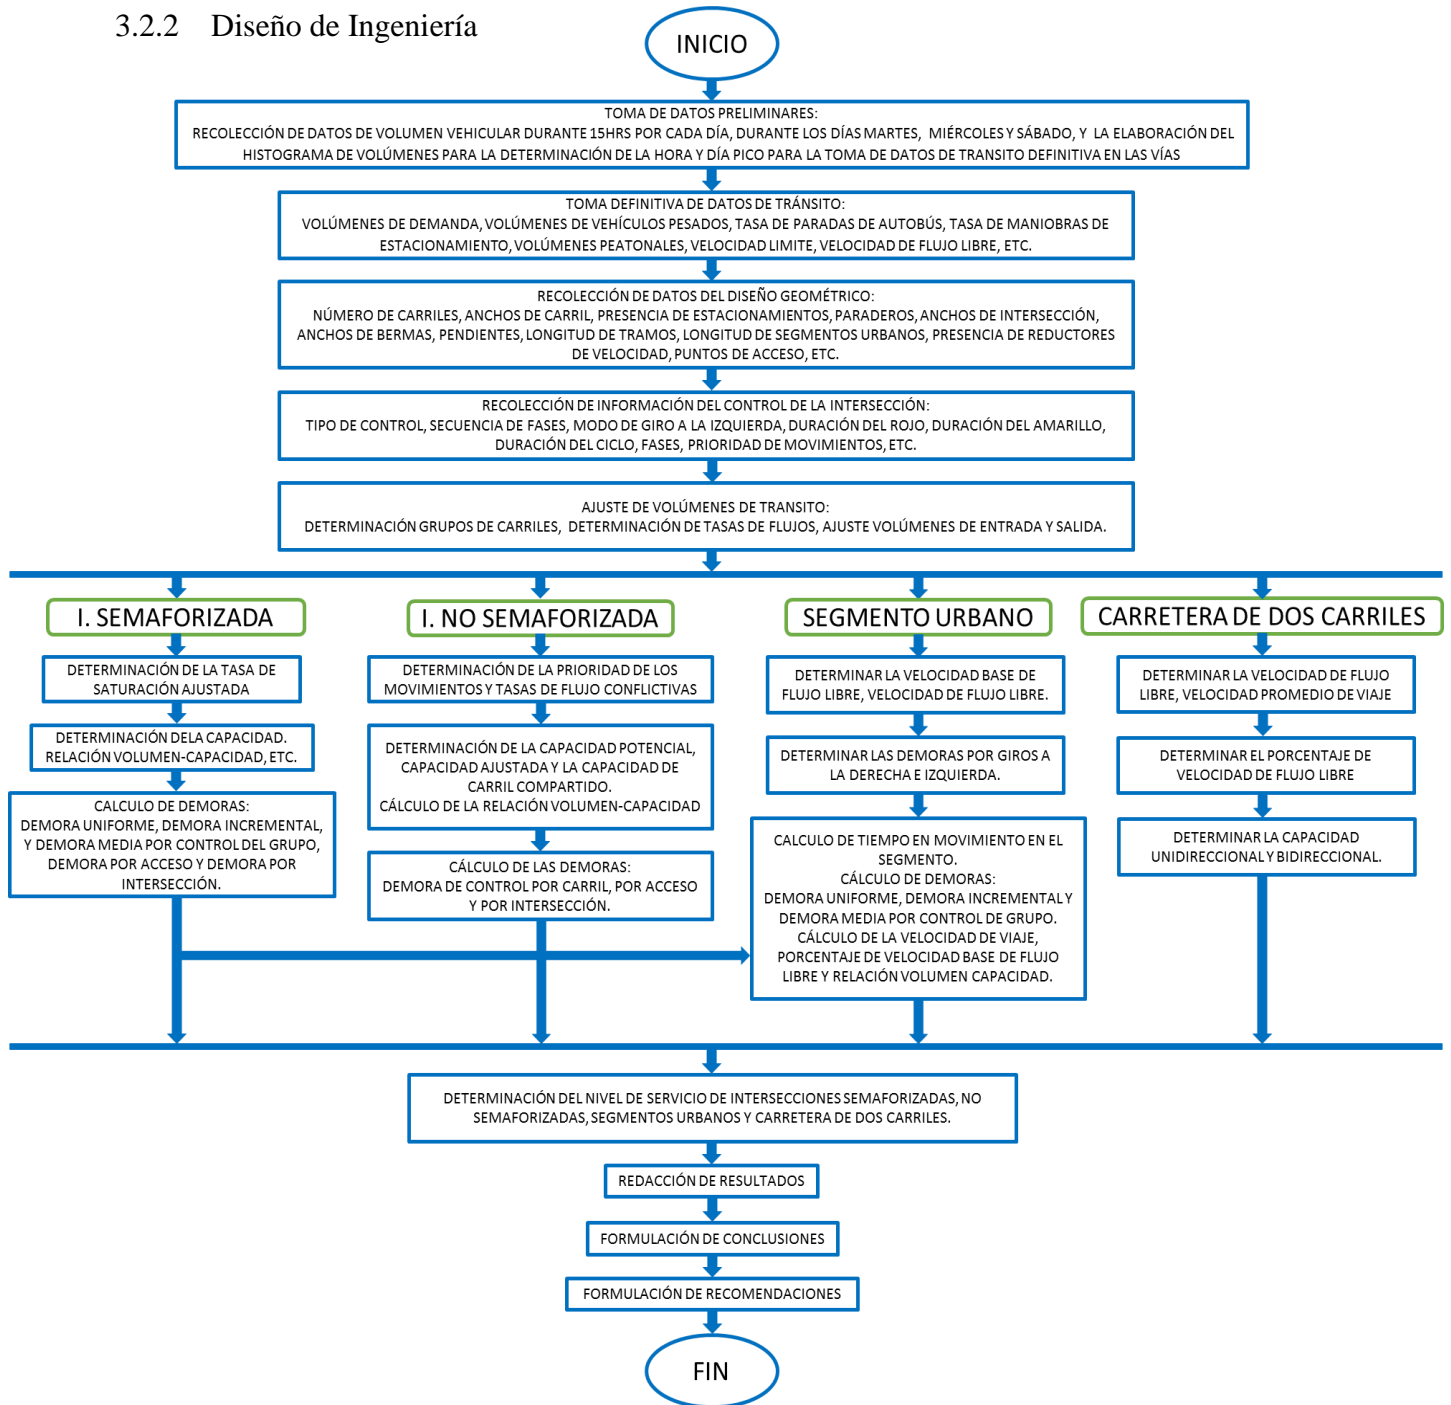 3.2.2 Diseño de Ingeniería
INICIO
TOMA DE DATOS PRELIMINARES:
RECOLECCIÓN DE DATOS DE VOLUMEN VEHICULAR DURANTE 15HRS POR CADA DÍA, DURANTE LOS DÍAS MARTES, MIÉRCOLES Y SÁBADO, Y LA ELABORACIÓN DEL
HISTOGRAMA DE VOLÚMENES PARA LA DETERMINACIÓN DE LA HORA Y DÍA PICO PARA LA TOMA DE DATOS DE TRANSITO DEFINITIVA EN LAS VÍAS
TOMA DEFINITIVA DE DATOS DE TRÁNSITO:
VOLÚMENES DE DEMANDA, VOLÚMENES DE VEHÍCULOS PESADOS, TASA DE PARADAS DE AUTOBÚS, TASA DE MANIOBRAS DE
ESTACIONAMIENTO, VOLÚMENES PEATONALES, VELOCIDAD LIMITE, VELOCIDAD DE FLUJO LIBRE, ETC.
RECOLECCIÓN DE DATOS DEL DISEÑO GEOMÉTRICO:
NÚMERO DE CARRILES, ANCHOS DE CARRIL, PRESENCIA DE ESTACIONAMIENTOS, PARADEROS, ANCHOS DE INTERSECCIÓN,
ANCHOS DE BERMAS, PENDIENTES, LONGITUD DE TRAMOS, LONGITUD DE SEGMENTOS URBANOS, PRESENCIA DE REDUCTORES
DE VELOCIDAD, PUNTOS DE ACCESO, ETC.
RECOLECCIÓN DE INFORMACIÓN DEL CONTROL DE LA INTERSECCIÓN:
TIPO DE CONTROL, SECUENCIA DE FASES, MODO DE GIRO A LA IZQUIERDA, DURACIÓN DEL ROJO, DURACIÓN DEL AMARILLO,
DURACIÓN DEL CICLO, FASES, PRIORIDAD DE MOVIMIENTOS, ETC.
AJUSTE DE VOLÚMENES DE TRANSITO:
DETERMINACIÓN GRUPOS DE CARRILES, DETERMINACIÓN DE TASAS DE FLUJOS, AJUSTE VOLÚMENES DE ENTRADA Y SALIDA.
I. SEMAFORIZADA
DETERMINACIÓN DE LA TASA DE
SATURACIÓN AJUSTADA
DETERMINACIÓN DELA CAPACIDAD.
RELACIÓN VOLUMEN-CAPACIDAD, ETC.
CALCULO DE DEMORAS:
DEMORA UNIFORME, DEMORA INCREMENTAL,
Y DEMORA MEDIA POR CONTROL DEL GRUPO,
DEMORA POR ACCESO Y DEMORA POR
INTERSECCIÓN.
I. NO SEMAFORIZADA
DETERMINACIÓN DE LA PRIORIDAD DE LOS
MOVIMIENTOS Y TASAS DE FLUJO CONFLICTIVAS
DETERMINACIÓN DE LA CAPACIDAD POTENCIAL,
CAPACIDAD AJUSTADA Y LA CAPACIDAD DE
CARRIL COMPARTIDO.
CÁLCULO DE LA RELACIÓN VOLUMEN-CAPACIDAD
CÁLCULO DE LAS DEMORAS:
DEMORA DE CONTROL POR CARRIL, POR ACCESO
Y POR INTERSECCIÓN.
SEGMENTO URBANO
DETERMINAR LA VELOCIDAD BASE DE
FLUJO LIBRE, VELOCIDAD DE FLUJO LIBRE.
DETERMINAR LAS DEMORAS POR GIROS A
LA DERECHA E IZQUIERDA.
CALCULO DE TIEMPO EN MOVIMIENTO EN EL
SEGMENTO.
CÁLCULO DE DEMORAS:
DEMORA UNIFORME, DEMORA INCREMENTAL Y
DEMORA MEDIA POR CONTROL DE GRUPO.
CÁLCULO DE LA VELOCIDAD DE VIAJE,
PORCENTAJE DE VELOCIDAD BASE DE FLUJO
LIBRE Y RELACIÓN VOLUMEN CAPACIDAD.
CARRETERA DE DOS CARRILES
DETERMINAR LA VELOCIDAD DE FLUJO
LIBRE, VELOCIDAD PROMEDIO DE VIAJE
DETERMINAR EL PORCENTAJE DE
VELOCIDAD DE FLUJO LIBRE
DETERMINAR LA CAPACIDAD
UNIDIRECCIONAL Y BIDIRECCIONAL.
DETERMINACIÓN DEL NIVEL DE SERVICIO DE INTERSECCIONES SEMAFORIZADAS, NO
SEMAFORIZADAS, SEGMENTOS URBANOS Y CARRETERA DE DOS CARRILES.
REDACCIÓN DE RESULTADOS
FORMULACIÓN DE CONCLUSIONES
FORMULACIÓN DE RECOMENDACIONES
FIN